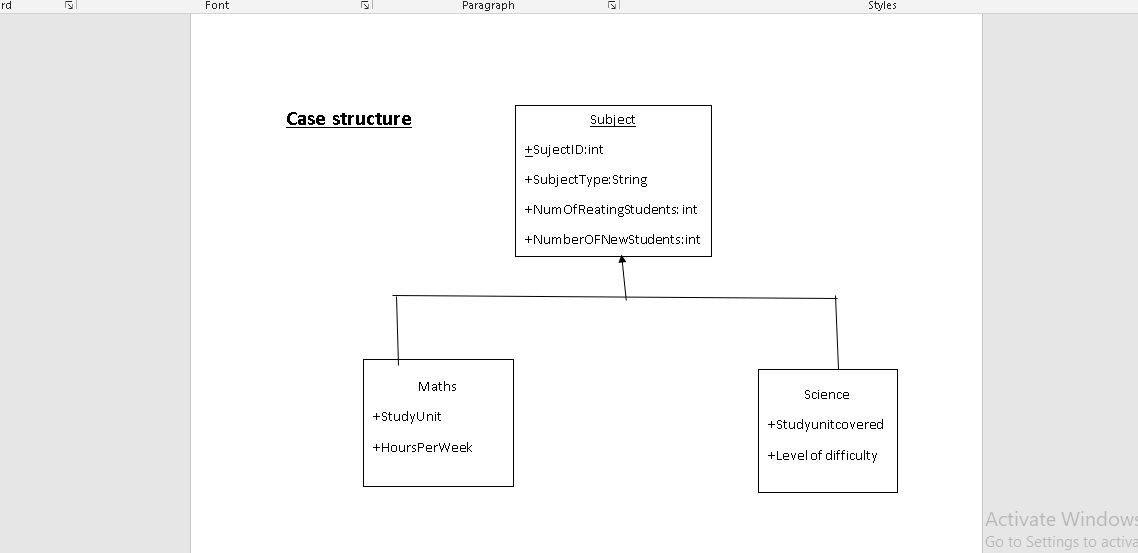 rd Font Paragraph Styles
Case structure
Subject
+SujectID:int
+SubjectType:String
+NumOfReatingStudents: int
+NumberOFNewStudents:int
Maths
+StudyUnit
+HoursPerWeek
Science
+Studyunitcovered
+Level of difficulty
Activate Windows
Go to Settings to activa